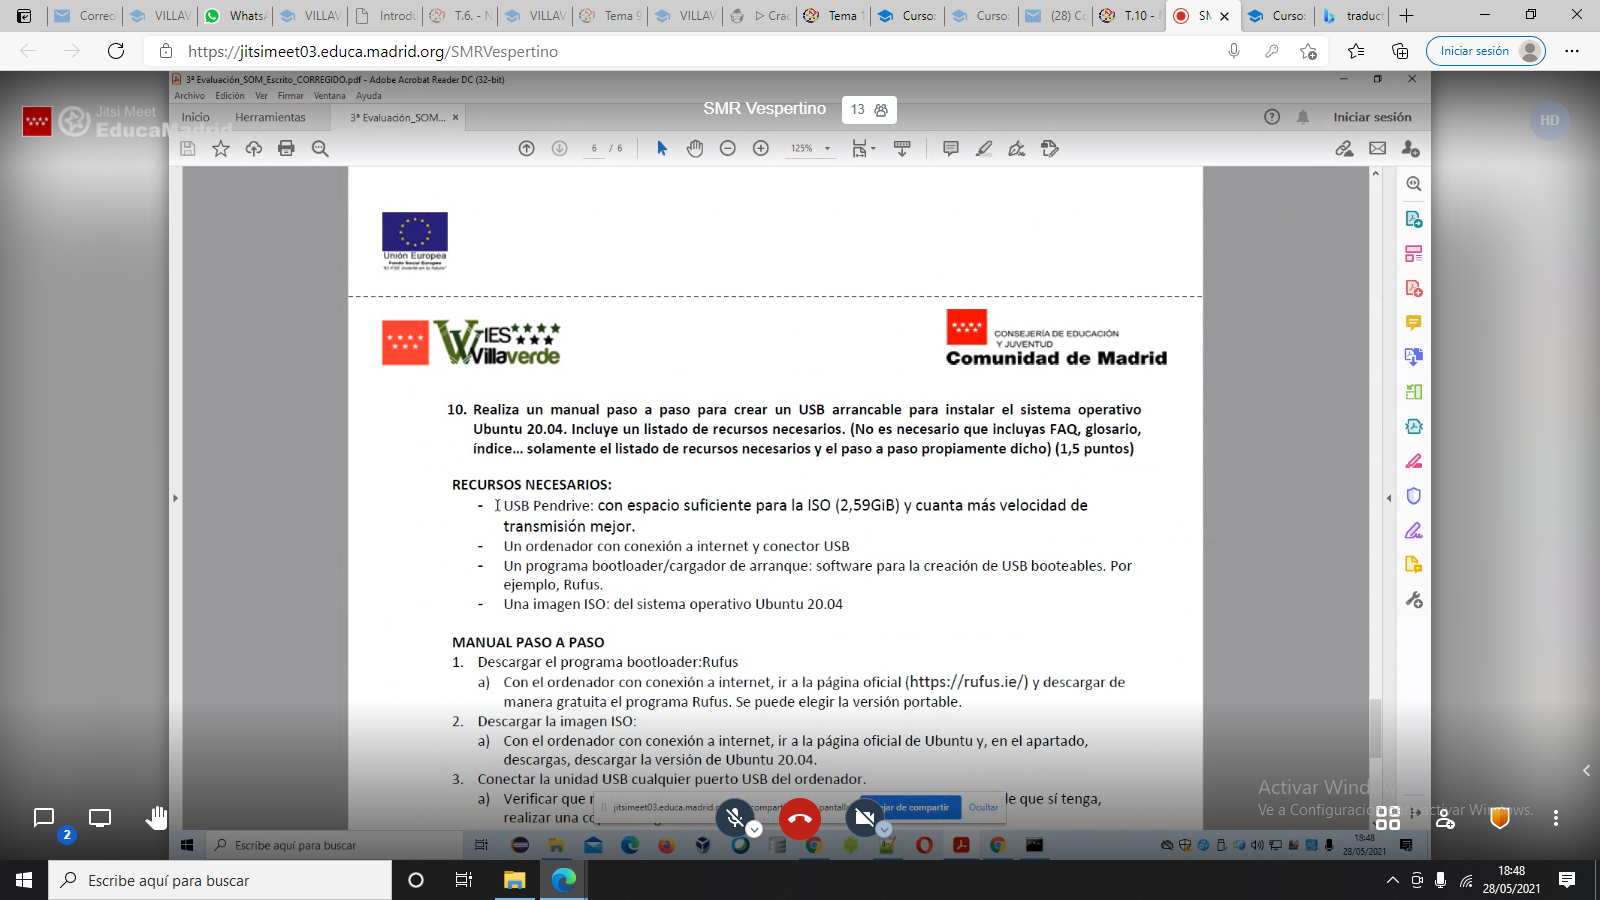 Correo
VILLAV
WhatsA
VILLAV
Introdu
T.6. - N
VILLAV
Tema 9
VILLAV
Crac
Tema 1
Curso:
Curso:
(28) Co
T.10 -
SM
Curso:
traduct
https://jitsimeet03.educa.madrid.org/SMRVespertino
Iniciar sesión
3ª Evaluación_SOM_Escrito_CORREGIDO.pdf - Adobe Acrobat Reader DC (32-bit)
Archivo Edición Ver Firmar Ventana Ayuda
Jitsi Meet
EducaMadrid
SMR Vespertino
13
HD
Inicio Herramientas 3ª Evaluación_SOM... × Iniciar sesión
6 / 6 125%
Unión Europea
Fondo Social Europeo
"El FSE invierte en tu futuro"
IES
Villaverde
CONSEJERÍA DE EDUCACIÓN
Y JUVENTUD
Comunidad de Madrid
10. Realiza un manual paso a paso para crear un USB arrancable para instalar el sistema operativo
Ubuntu 20.04. Incluye un listado de recursos necesarios. (No es necesario que incluyas FAQ, glosario,
índice... solamente el listado de recursos necesarios y el paso a paso propiamente dicho) (1,5 puntos)
RECURSOS NECESARIOS:
- USB Pendrive: con espacio suficiente para la ISO (2,59GiB) y cuanta más velocidad de
transmisión mejor.
- Un ordenador con conexión a internet y conector USB
- Un programa bootloader/cargador de arranque: software para la creación de USB booteables. Por
ejemplo, Rufus.
- Una imagen ISO: del sistema operativo Ubuntu 20.04
MANUAL PASO A PASO
1. Descargar el programa bootloader:Rufus
a) Con el ordenador con conexión a internet, ir a la página oficial (https://rufus.ie/) y descargar de
manera gratuita el programa Rufus. Se puede elegir la versión portable.
2. Descargar la imagen ISO:
a) Con el ordenador con conexión a internet, ir a la página oficial de Ubuntu y, en el apartado,
descargas, descargar la versión de Ubuntu 20.04.
3. Conectar la unidad USB cualquier puerto USB del ordenador.
a) Verificar que
de que sí tenga,
realizar una co
jitsimeet03.educa.madrid.
compart
pantall
jar de compartir
Ocultar
Activar Window
Ve a Configuración para activar Windows.
2
Escribe aquí para buscar
18:48
28/05/2021
Escribe aquí para buscar
18:48
28/05/2021